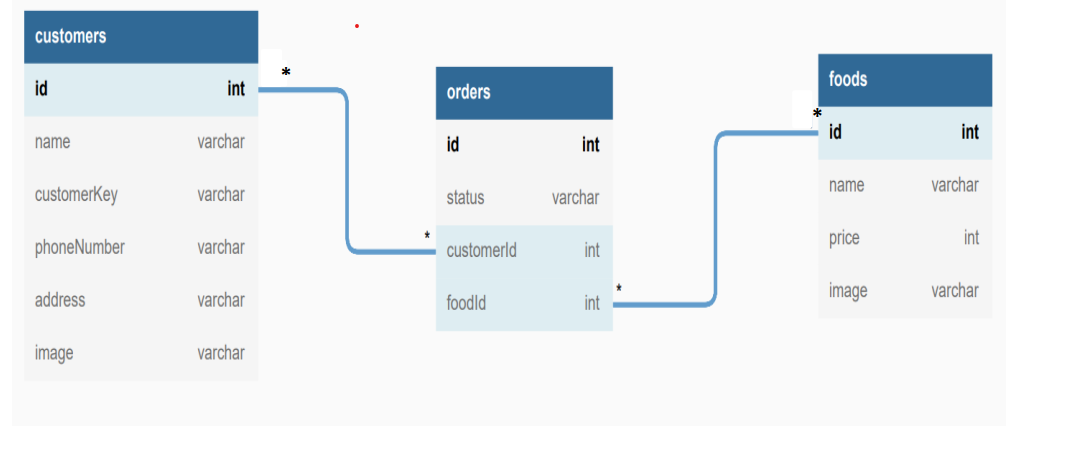 customers
id int
name varchar
customerKey varchar
phoneNumber varchar
address varchar
image varchar
*
*
orders
id int
status varchar
customerId int
foodId int
*
*
foods
id int
name varchar
price int
image varchar